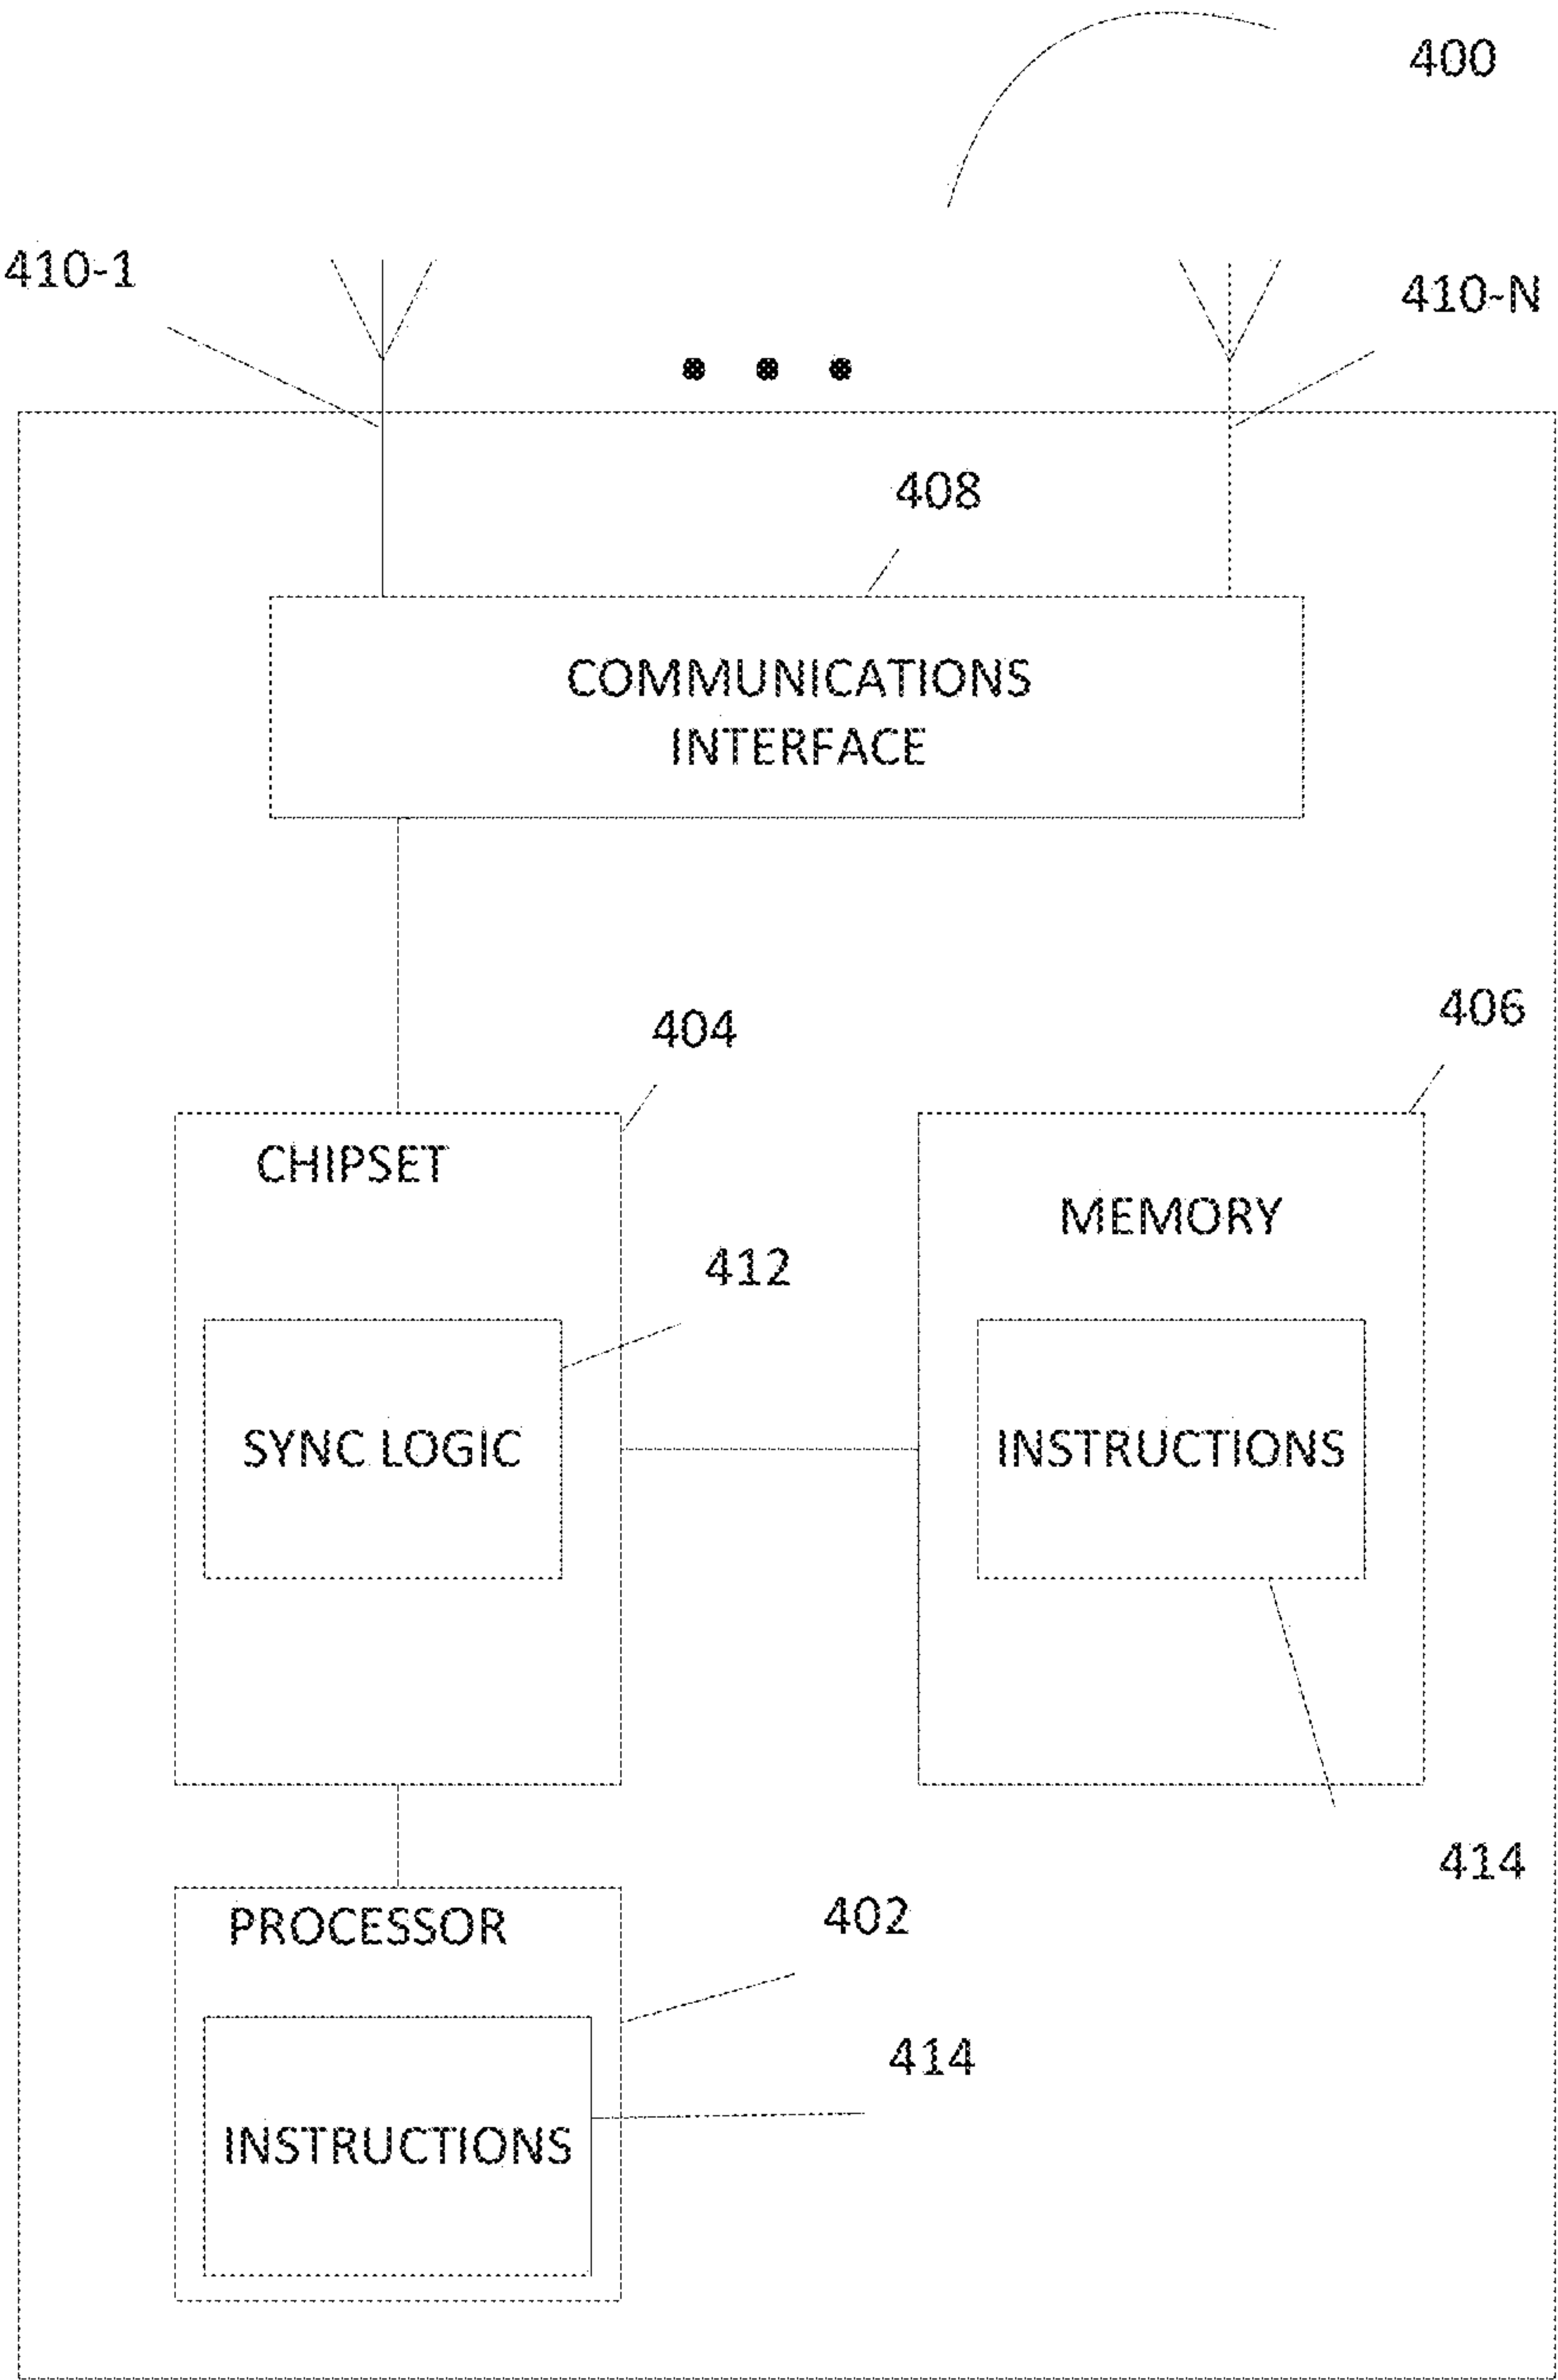 400
410-1
410-N
408
COMMUNICATIONS
INTERFACE
404
406
CHIPSET
MEMORY
412
SYNC LOGIC
INSTRUCTIONS
414
PROCESSOR
402
414
INSTRUCTIONS